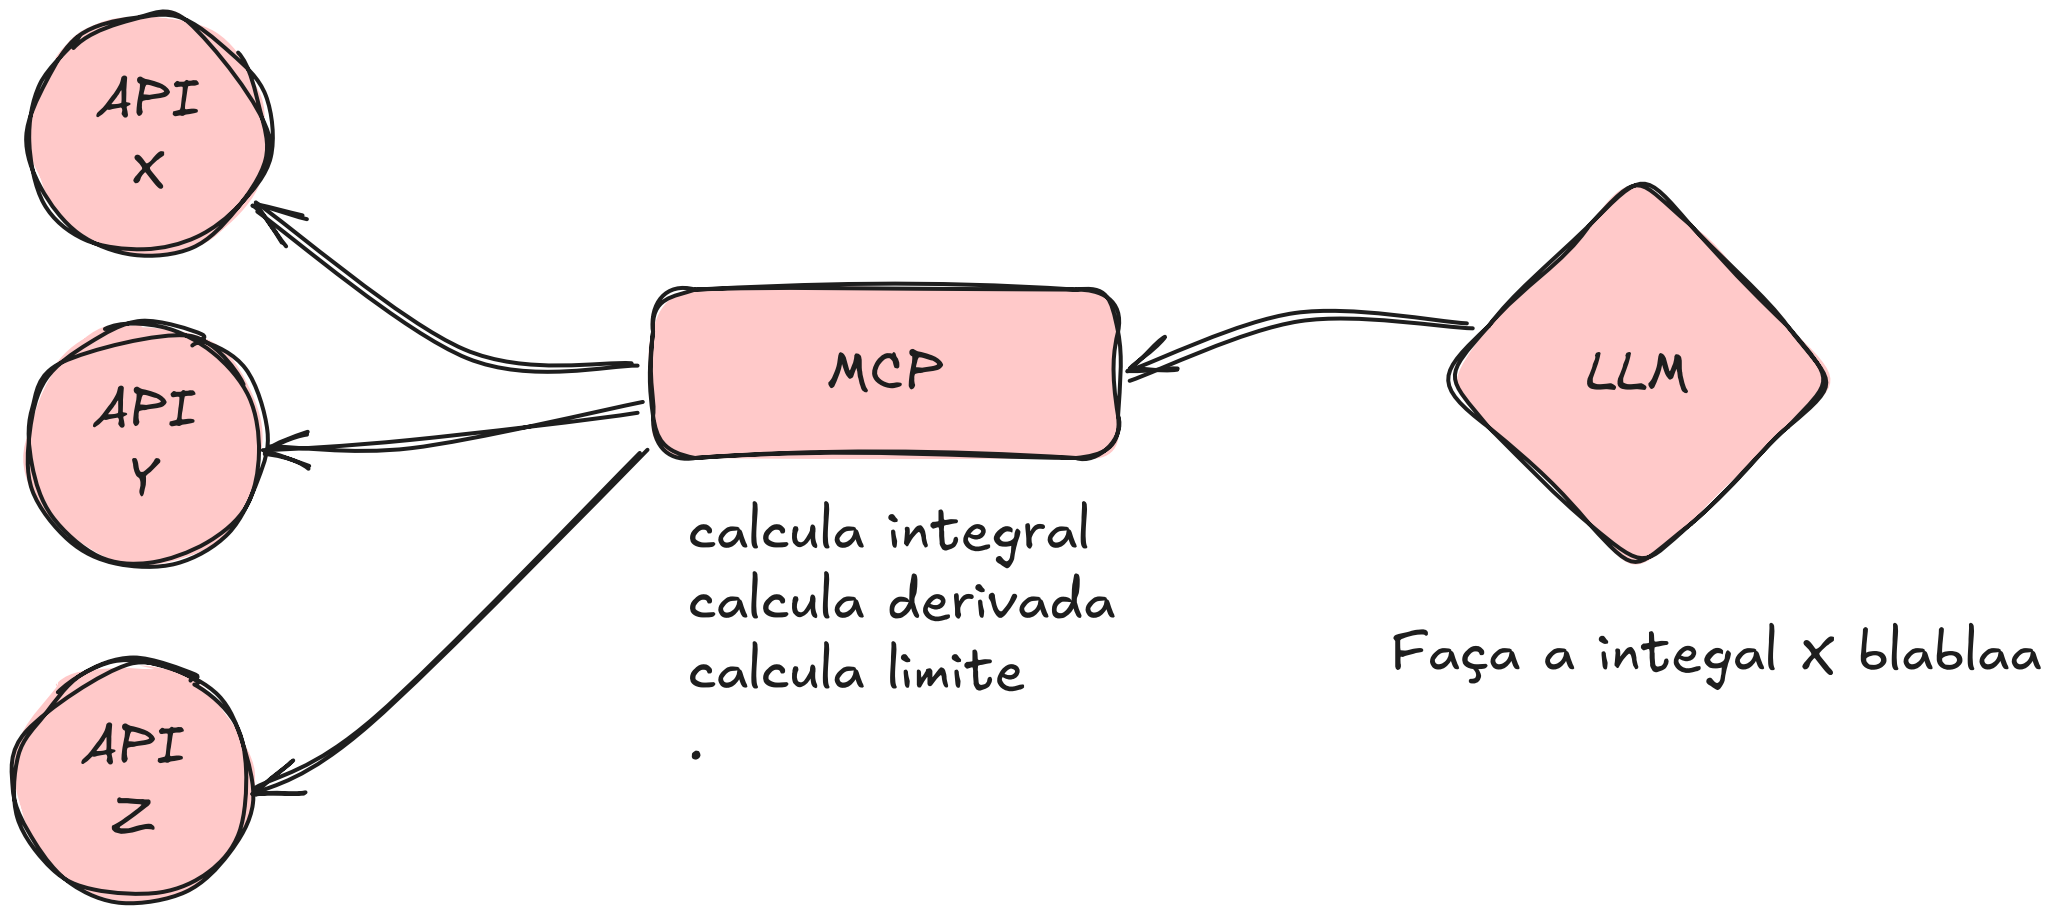 API
X
API
Y
API
Z
MCP
calcula integral
calcula derivada
calcula limite
.
LLM
Faça a integal X blablaa